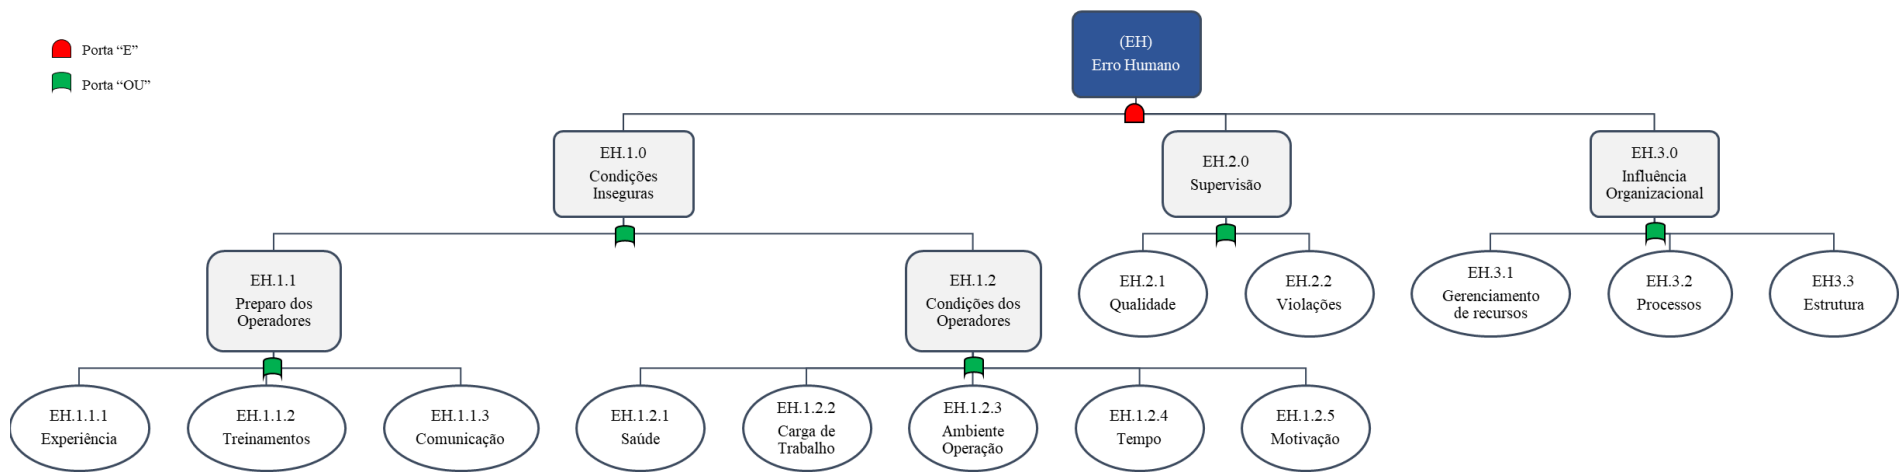 (EH)
Erro Humano
Porta “E”
Porta “OU”
EH.1.0
Condições
Inseguras
EH.2.0
Supervisão
EH.3.0
Influência
Organizacional
EH.1.1
Preparo dos
Operadores
EH.1.2
Condições dos
Operadores
EH.2.1
Qualidade
EH.2.2
Violações
EH.3.1
Gerenciamento
de recursos
EH.3.2
Processos
EH3.3
Estrutura
EH.1.1.1
Experiência
EH.1.1.2
Treinamentos
EH.1.1.3
Comunicação
EH.1.2.1
Saúde
EH.1.2.2
Carga de
Trabalho
EH.1.2.3
Ambiente
Operação
EH.1.2.4
Tempo
EH.1.2.5
Motivação